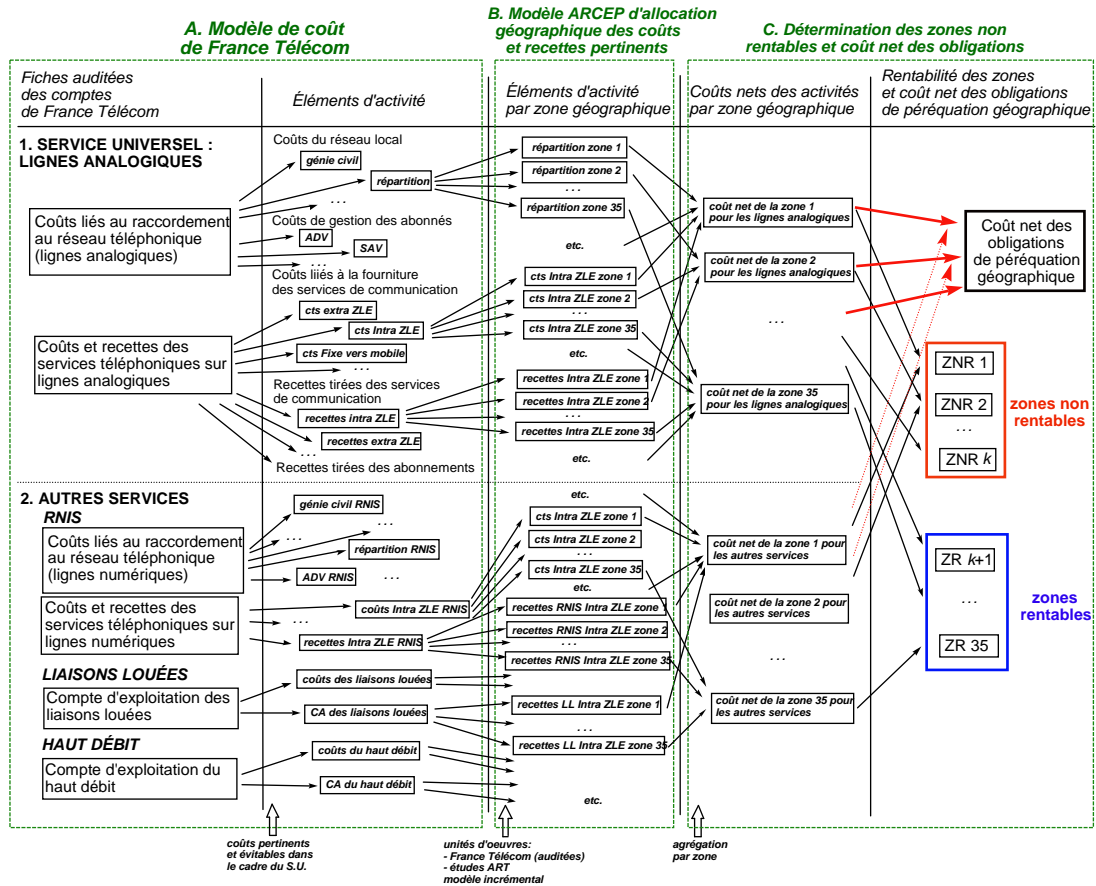 A. Modèle de coût
de France Télécom
B. Modèle ARCEP d'allocation
géographique des coûts
et recettes pertinents
C. Détermination des zones non
rentables et coût net des obligations
Fiches auditées
des comptes
de France Télécom
Éléments d'activité
Éléments d'activité
par zone géographique
Coûts nets des activités
par zone géographique
Rentabilité des zones
et coût net des obligations
de péréquation géographique
1. SERVICE UNIVERSEL :
LIGNES ANALOGIQUES
Coûts liés au raccordement
au réseau téléphonique
(lignes analogiques)
Coûts et recettes des
services téléphoniques sur
lignes analogiques
Coûts du réseau local
génie civil
répartition
...
Coûts de gestion des abonnés
ADV
SAV
...
Coûts liiés à la fourniture
des services de communication
cts extra ZLE
cts Intra ZLE
cts Fixe vers mobile
...
Recettes tirées des services
de communication
recettes intra ZLE
recettes extra ZLE
...
Recettes tirées des abonnements
répartition zone 1
répartition zone 2
...
répartition zone 35
etc.
cts Intra ZLE zone 1
cts Intra ZLE zone 2
...
cts Intra ZLE zone 35
etc.
recettes Intra ZLE zone 1
recettes Intra ZLE zone 2
...
recettes Intra ZLE zone 35
etc.
coût net de la zone 1
pour les lignes analogiques
coût net de la zone 2
pour les lignes analogiques
...
coût net de la zone 35
pour les lignes analogiques
Coût net des
obligations
de péréquation
géographique
ZNR 1
ZNR 2
...
ZNR k
zones non
rentables
2. AUTRES SERVICES
RNIS
Coûts liés au raccordement
au réseau téléphonique
(lignes numériques)
Coûts et recettes des
services téléphoniques sur
lignes numériques
LIAISONS LOUÉES
Compte d'exploitation des
liaisons louées
HAUT DÉBIT
Compte d'exploitation du
haut débit
génie civil RNIS
...
...
répartition RNIS
ADV RNIS
...
coûts Intra ZLE RNIS
...
recettes Intra ZLE RNIS
coûts des liaisons louées
CA des liaisons louées
coûts du haut débit
CA du haut débit
etc.
cts Intra ZLE zone 1
cts Intra ZLE zone 2
...
cts Intra ZLE zone 35
etc.
recettes RNIS Intra ZLE zone 1
recettes RNIS Intra ZLE zone 2
...
recettes RNIS Intra ZLE zone 35
recettes LL Intra ZLE zone 1
...
recettes LL Intra ZLE zone 35
etc.
coût net de la zone 1 pour
les autres services
coût net de la zone 2 pour
les autres services
...
coût net de la zone 35 pour
les autres services
ZR k+1
...
ZR 35
zones
rentables
coûts pertinents
et évitables dans
le cadre du S.U.
unités d'oeuvres:
- France Télécom (auditées)
- études ART
modèle incrémental
agrégation
par zone